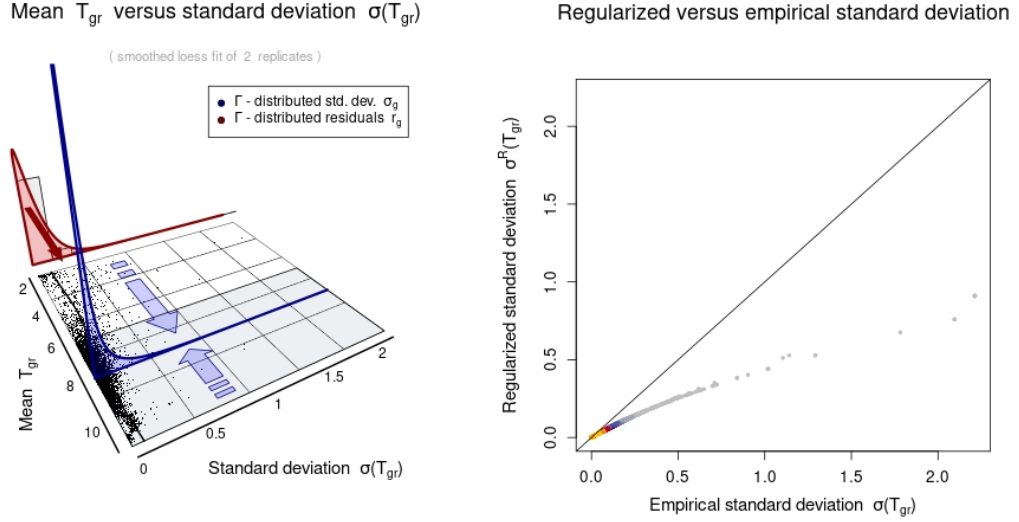 Mean T_gr versus standard deviation σ(T_gr)
( smoothed loess fit of 2 replicates )
Γ - distributed std. dev. σ_g
Γ - distributed residuals r_g
2
4
6
8
10
Mean T_gr
0
0.5
1
1.5
2
Standard deviation σ(T_gr)
Regularized versus empirical standard deviation
Regularized standard deviation σ^R(T_gr)
2.0
1.5
1.0
0.5
0.0
0.0 0.5 1.0 1.5 2.0
Empirical standard deviation σ(T_gr)